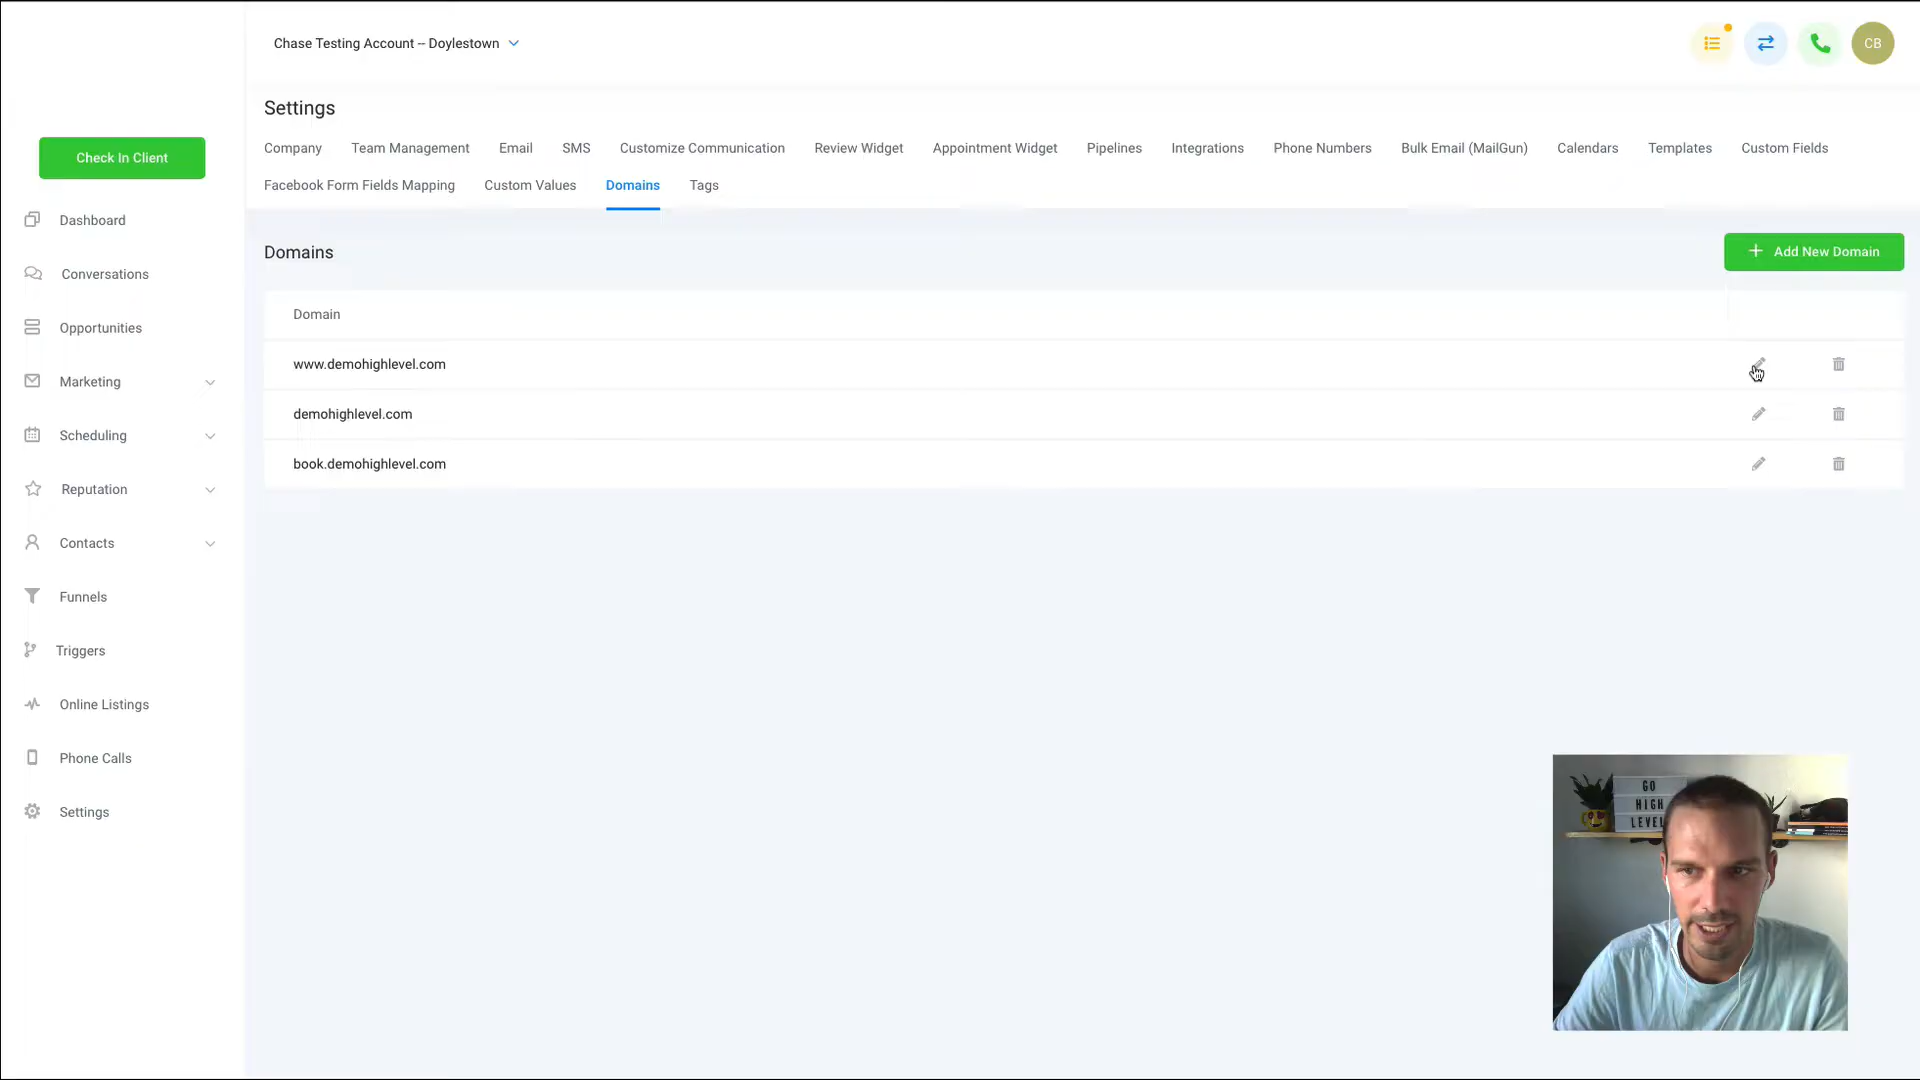 Chase Testing Account -- Doylestown
CB
Settings
Check In Client
Company Team Management Email SMS Customize Communication Review Widget Appointment Widget Pipelines Integrations Phone Numbers Bulk Email (MailGun) Calendars Templates Custom Fields
Facebook Form Fields Mapping Custom Values Domains Tags
Dashboard
Conversations
Opportunities
Marketing
Scheduling
Reputation
Contacts
Funnels
Triggers
Online Listings
Phone Calls
Settings
Domains
+ Add New Domain
Domain
www.demohighlevel.com
demohighlevel.com
book.demohighlevel.com
GO
HIGH
LEVEL